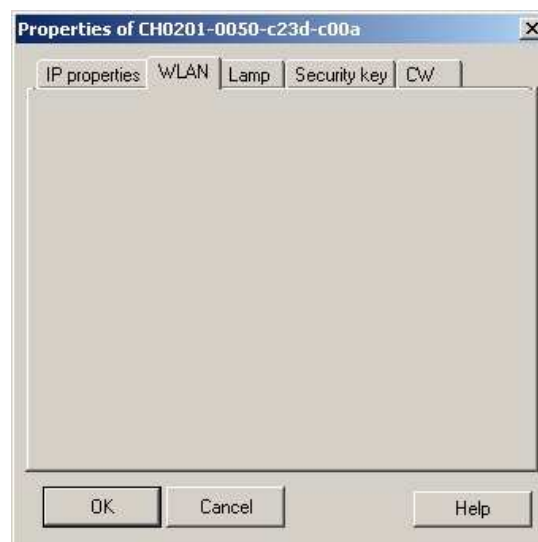 Properties of CH0201-0050-c23d-c00a
IP properties WLAN Lamp Security key CW
OK Cancel Help